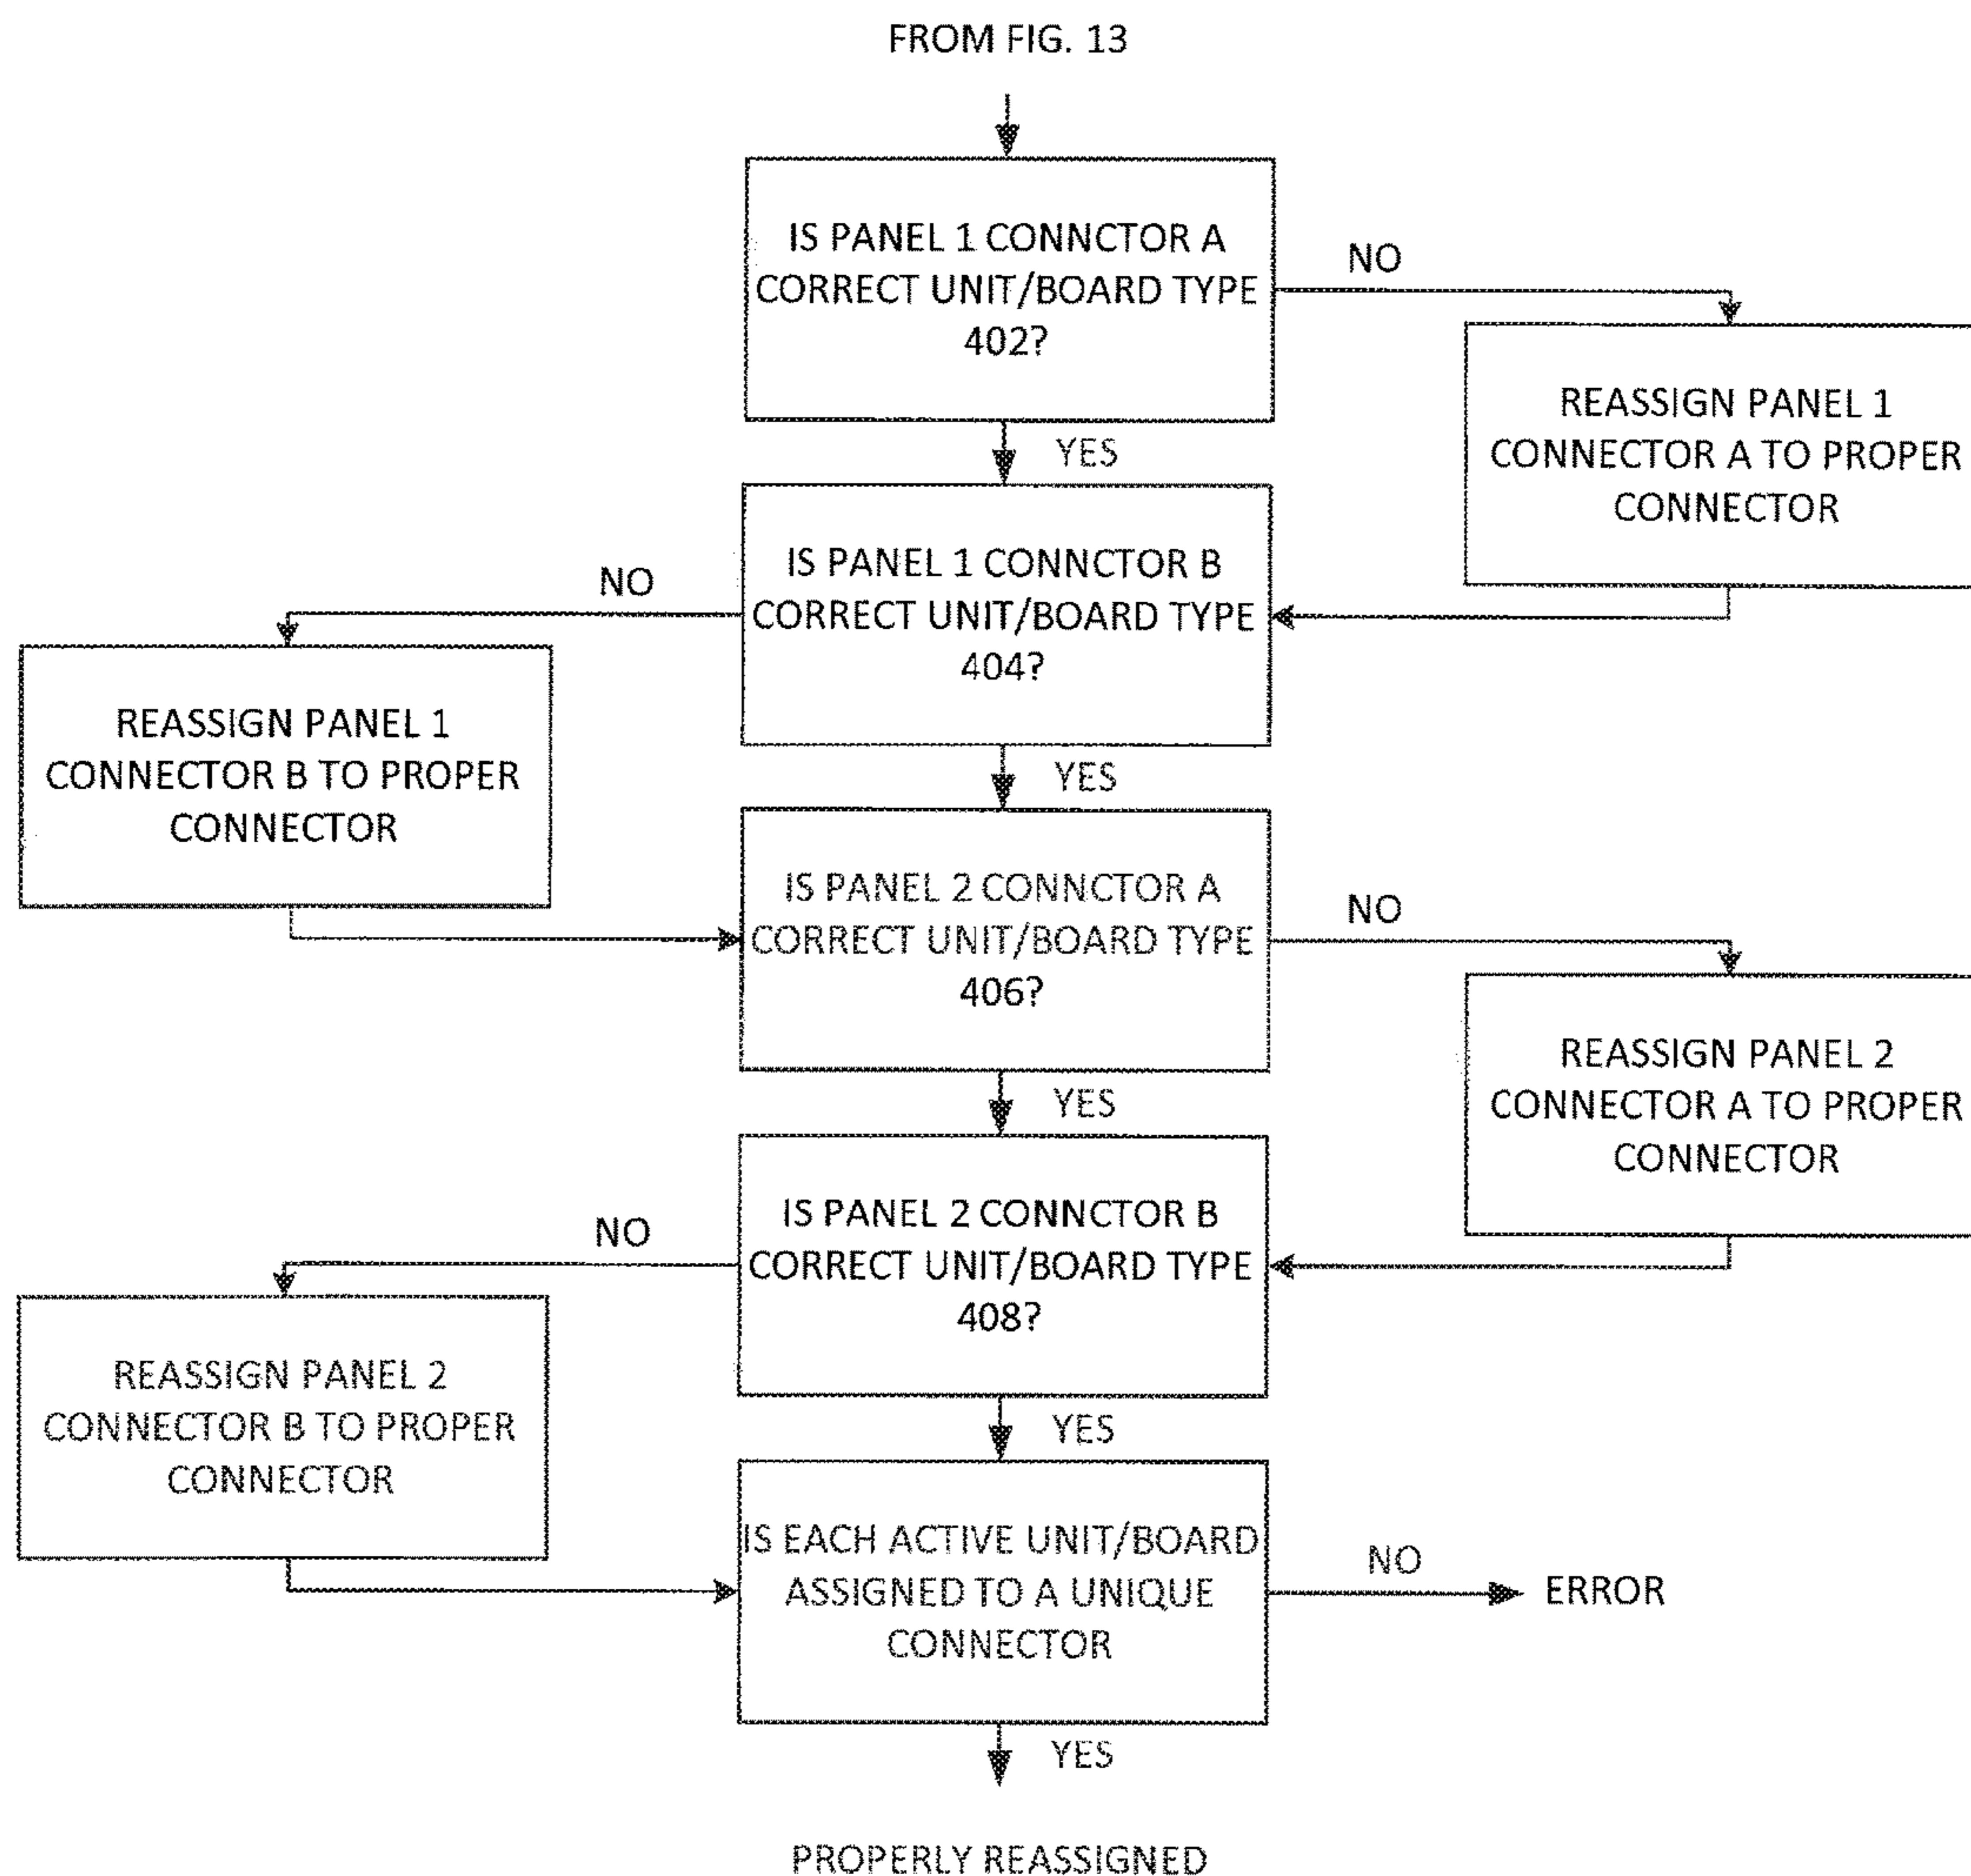 FROM FIG. 13
IS PANEL 1 CONNCTOR A
CORRECT UNIT/BOARD TYPE
402?
NO
REASSIGN PANEL 1
CONNECTOR A TO PROPER
CONNECTOR
YES
IS PANEL 1 CONNCTOR B
CORRECT UNIT/BOARD TYPE
404?
NO
REASSIGN PANEL 1
CONNECTOR B TO PROPER
CONNECTOR
YES
IS PANEL 2 CONNCTOR A
CORRECT UNIT/BOARD TYPE
406?
NO
REASSIGN PANEL 2
CONNECTOR A TO PROPER
CONNECTOR
YES
IS PANEL 2 CONNCTOR B
CORRECT UNIT/BOARD TYPE
408?
NO
REASSIGN PANEL 2
CONNECTOR B TO PROPER
CONNECTOR
YES
IS EACH ACTIVE UNIT/BOARD
ASSIGNED TO A UNIQUE
CONNECTOR
NO
ERROR
YES
PROPERLY REASSIGNED